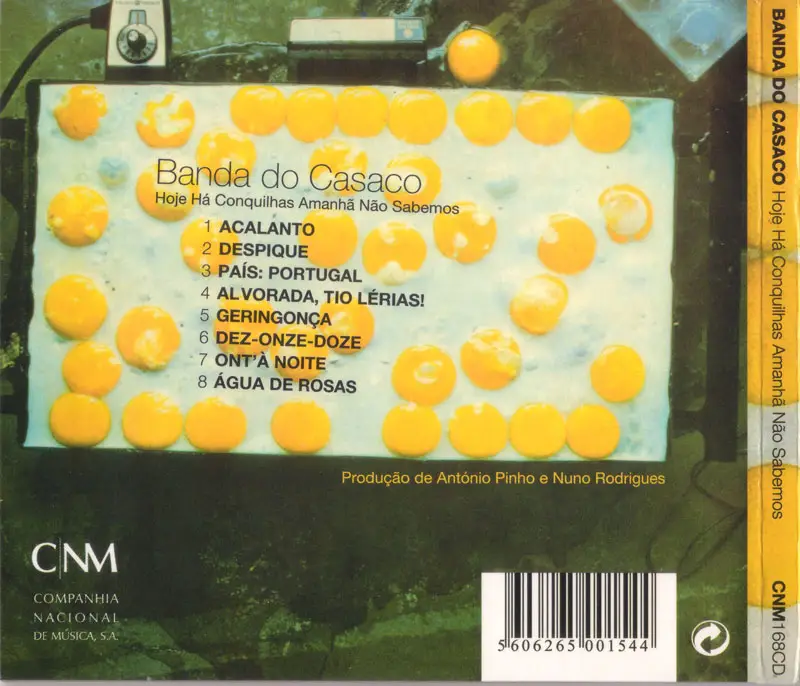 Banda do Casaco
Hoje Há Conquilhas Amanhã Não Sabemos
1 ACALANTO
2 DESPIQUE
3 PAÍS: PORTUGAL
4 ALVORADA, TIO LÉRIAS!
5 GERINGONÇA
6 DEZ-ONZE-DOZE
7 ONT'À NOITE
8 ÁGUA DE ROSAS
Produção de António Pinho e Nuno Rodrigues
C|NM
COMPANHIA
NACIONAL
DE MÚSICA, S.A.
5 606265 001544
BANDA DO CASACO Hoje Há Conquilhas Amanhã Não Sabemos CNM168CD